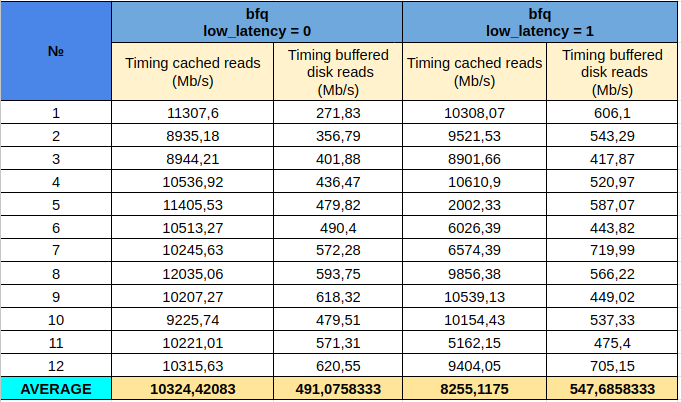 №
bfq
low_latency = 0
bfq
low_latency = 1
Timing cached reads
(Mb/s)
Timing buffered
disk reads
(Mb/s)
Timing cached reads
(Mb/s)
Timing buffered
disk reads
(Mb/s)
1 11307,6 271,83 10308,07 606,1
2 8935,18 356,79 9521,53 543,29
3 8944,21 401,88 8901,66 417,87
4 10536,92 436,47 10610,9 520,97
5 11405,53 479,82 2002,33 587,07
6 10513,27 490,4 6026,39 443,82
7 10245,63 572,28 6574,39 719,99
8 12035,06 593,75 9856,38 566,22
9 10207,27 618,32 10539,13 449,02
10 9225,74 479,51 10154,43 537,33
11 10221,01 571,31 5162,15 475,4
12 10315,63 620,55 9404,05 705,15
AVERAGE 10324,42083 491,0758333 8255,1175 547,6858333